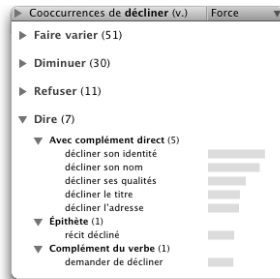 Cooccurrences de décliner (v.) Force
Faire varier (51)
Diminuer (30)
Refuser (11)
Dire (7)
Avec complément direct (5)
décliner son identité
décliner son nom
décliner ses qualités
décliner le titre
décliner l'adresse
Épithète (1)
récit décliné
Complément du verbe (1)
demander de décliner